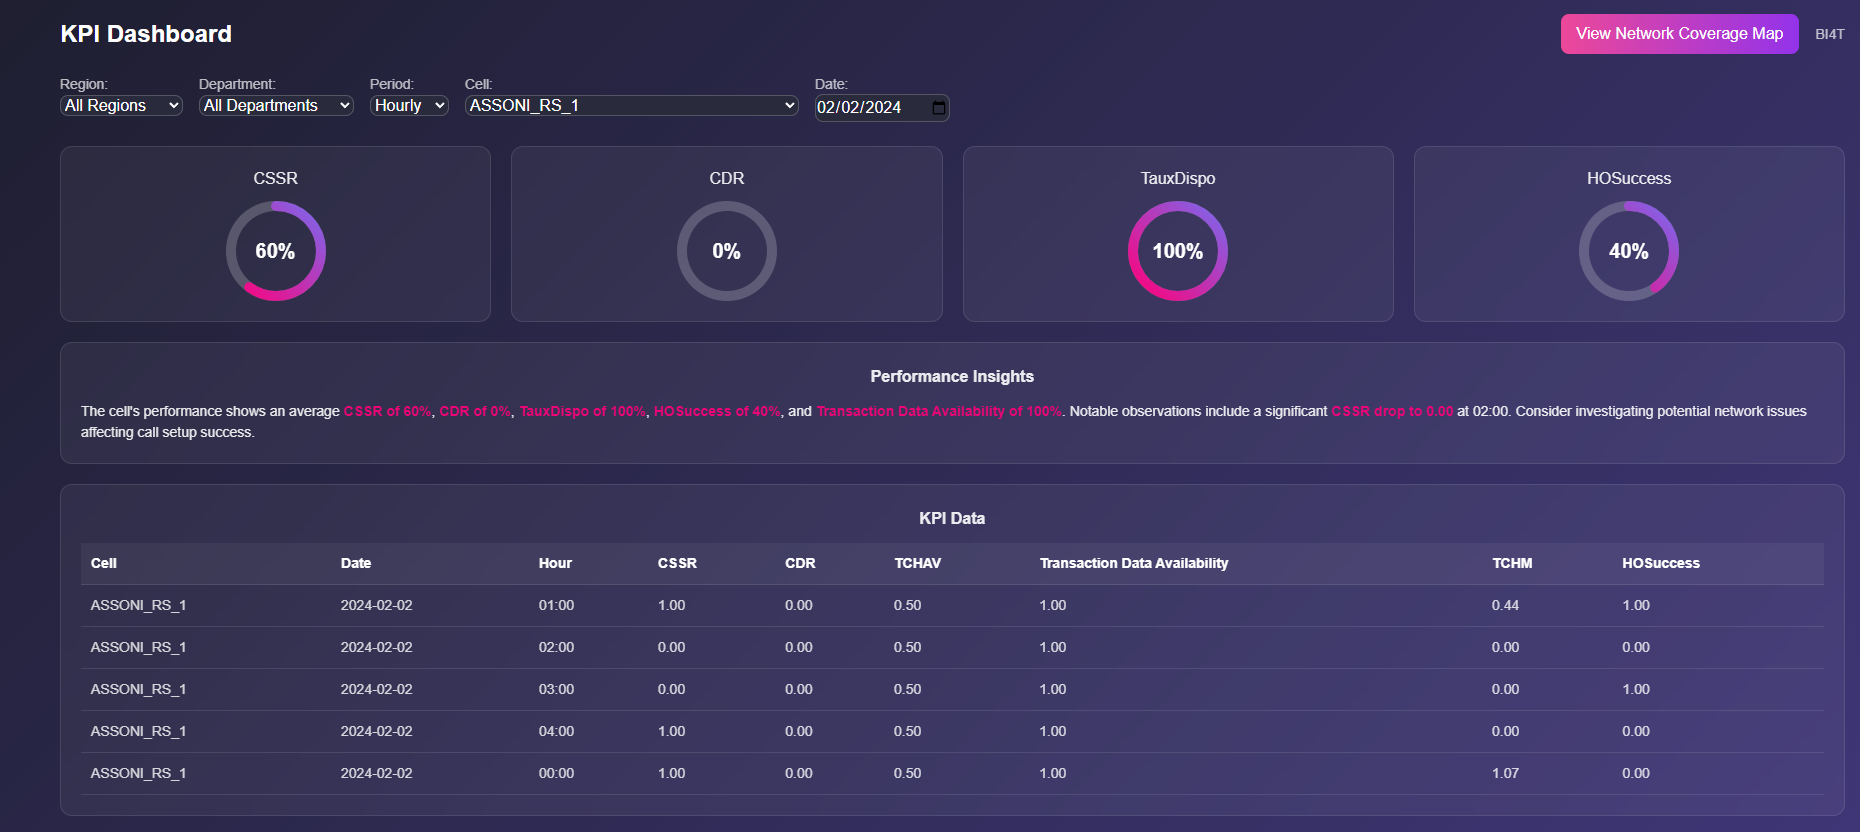 KPI Dashboard
View Network Coverage Map
BI4T
Region: Department: Period: Cell: Date:
All Regions All Departments Hourly ASSONI_RS_1 02/02/2024
CSSR CDR TauxDispo HOSuccess
60% 0% 100% 40%
Performance Insights
The cell's performance shows an average CSSR of 60%, CDR of 0%, TauxDispo of 100%, HOSuccess of 40%, and Transaction Data Availability of 100%. Notable observations include a significant CSSR drop to 0.00 at 02:00. Consider investigating potential network issues
affecting call setup success.
KPI Data
Cell Date Hour CSSR CDR TCHAV Transaction Data Availability TCHM HOSuccess
ASSONI_RS_1 2024-02-02 01:00 1.00 0.00 0.50 1.00 0.44 1.00
ASSONI_RS_1 2024-02-02 02:00 0.00 0.00 0.50 1.00 0.00 0.00
ASSONI_RS_1 2024-02-02 03:00 0.00 0.00 0.50 1.00 0.00 1.00
ASSONI_RS_1 2024-02-02 04:00 1.00 0.00 0.50 1.00 0.00 0.00
ASSONI_RS_1 2024-02-02 00:00 1.00 0.00 0.50 1.00 1.07 0.00